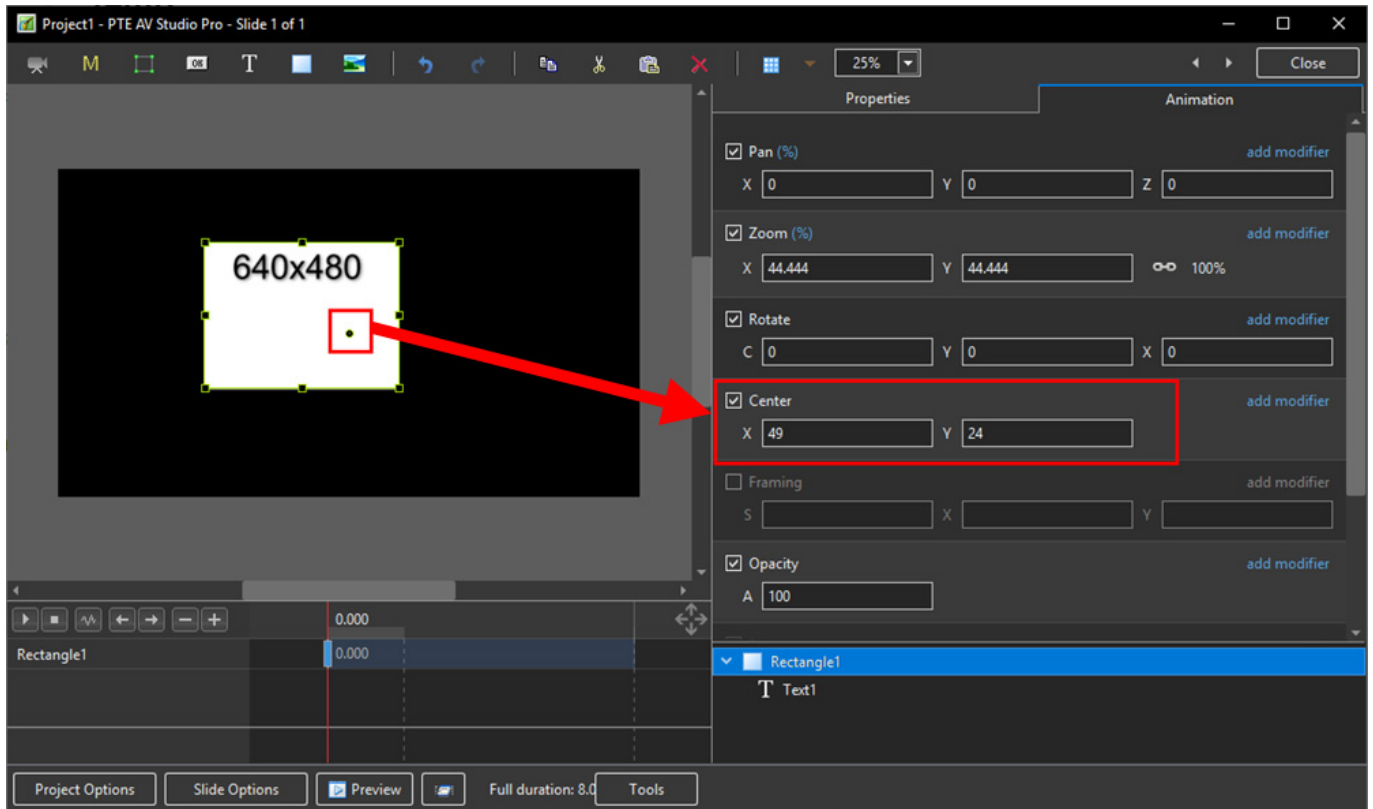 Project1 - PTE AV Studio Pro - Slide 1 of 1
M OK T 25% Close
Properties Animation
Pan (%) add modifier
X 0 Y 0 Z 0
Zoom (%) add modifier
X 44.444 Y 44.444 100%
640x480
Rotate add modifier
C 0 Y 0 X 0
Center add modifier
X 49 Y 24
Framing add modifier
S X Y
Opacity add modifier
A 100
0.000
Rectangle1 0.000
Rectangle1
T Text1
Project Options Slide Options Preview Full duration: 8.0 Tools